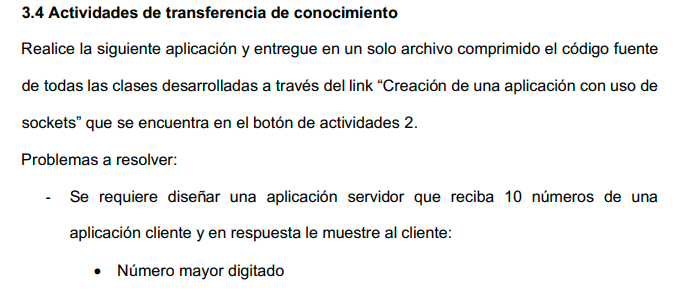 3.4 Actividades de transferencia de conocimiento
Realice la siguiente aplicación y entregue en un solo archivo comprimido el código fuente
de todas las clases desarrolladas a través del link “Creación de una aplicación con uso de
sockets” que se encuentra en el botón de actividades 2.
Problemas a resolver:
- Se requiere diseñar una aplicación servidor que reciba 10 números de una
aplicación cliente y en respuesta le muestre al cliente:
• Número mayor digitado